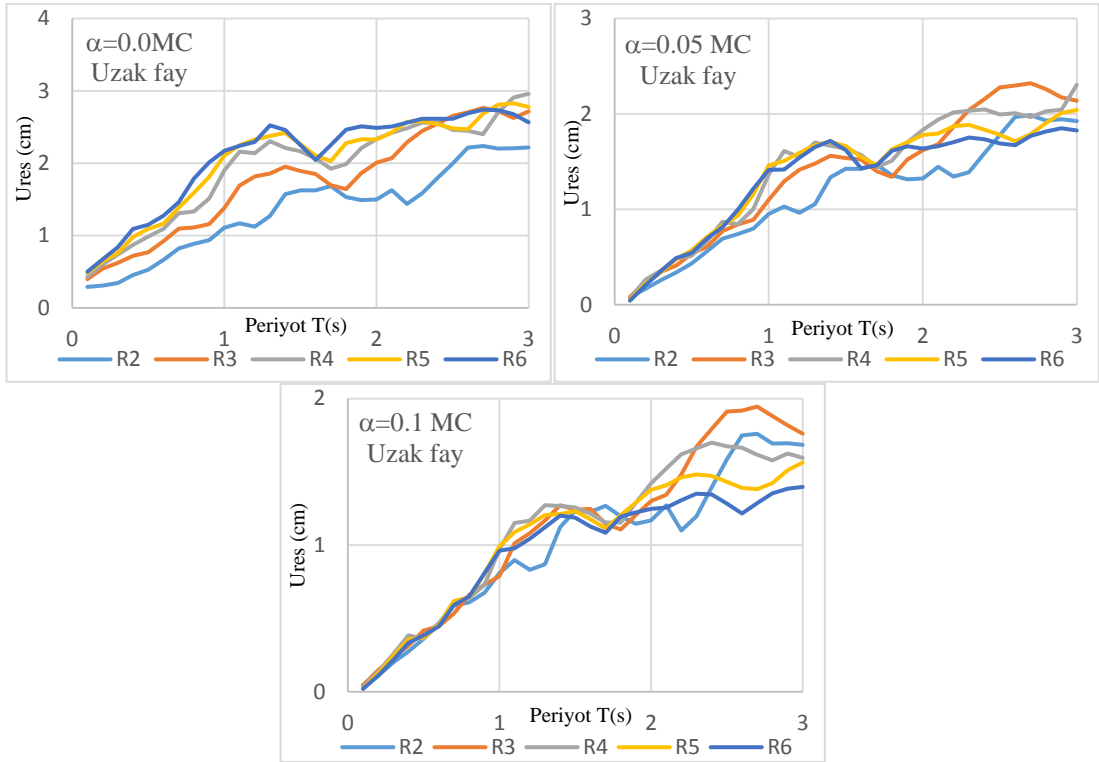 α=0.0MC
Uzak fay
Ures (cm)
4
3
2
1
0
0 1 2 3
Periyot T(s)
R2 R3 R4 R5 R6
α=0.05 MC
Uzak fay
Ures (cm)
3
2
1
0
0 1 2 3
Periyot T(s)
R2 R3 R4 R5 R6
α=0.1 MC
Uzak fay
Ures (cm)
2
1
0
0 1 2 3
Periyot T(s)
R2 R3 R4 R5 R6